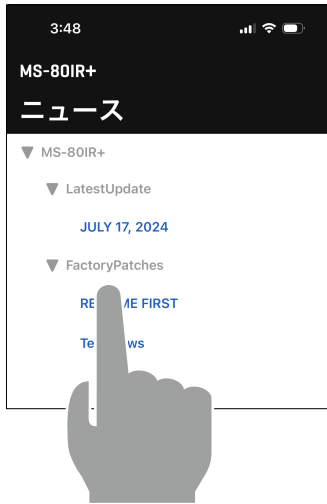 3:48
MS-80IR+
ニュース
▼ MS-80IR+
▼ LatestUpdate
JULY 17, 2024
▼ FactoryPatches
FIRST